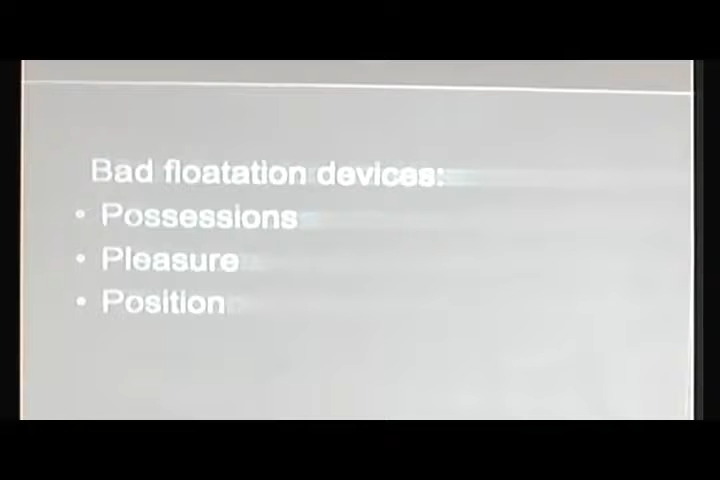 Bad floatation devices:
• Possessions
• Pleasure
• Position